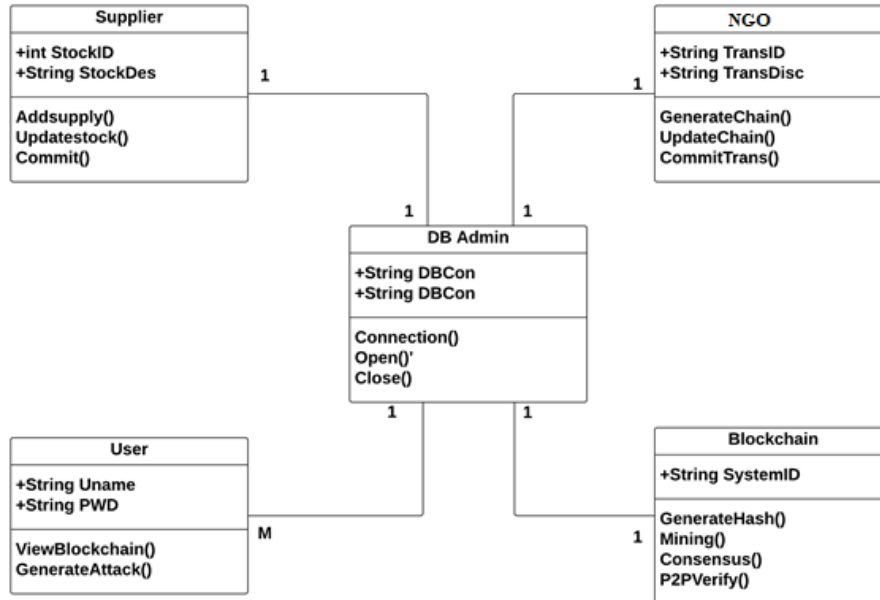 Supplier
+int StockID
+String StockDes
Addsupply()
Updatestock()
Commit()
1
NGO
+String TransID
+String TransDisc
GenerateChain()
UpdateChain()
CommitTrans()
1
1
1
DB Admin
+String DBCon
+String DBCon
Connection()
Open()'
Close()
1
1
User
+String Uname
+String PWD
ViewBlockchain()
GenerateAttack()
M
Blockchain
+String SystemID
GenerateHash()
Mining()
Consensus()
P2PVerify()
1